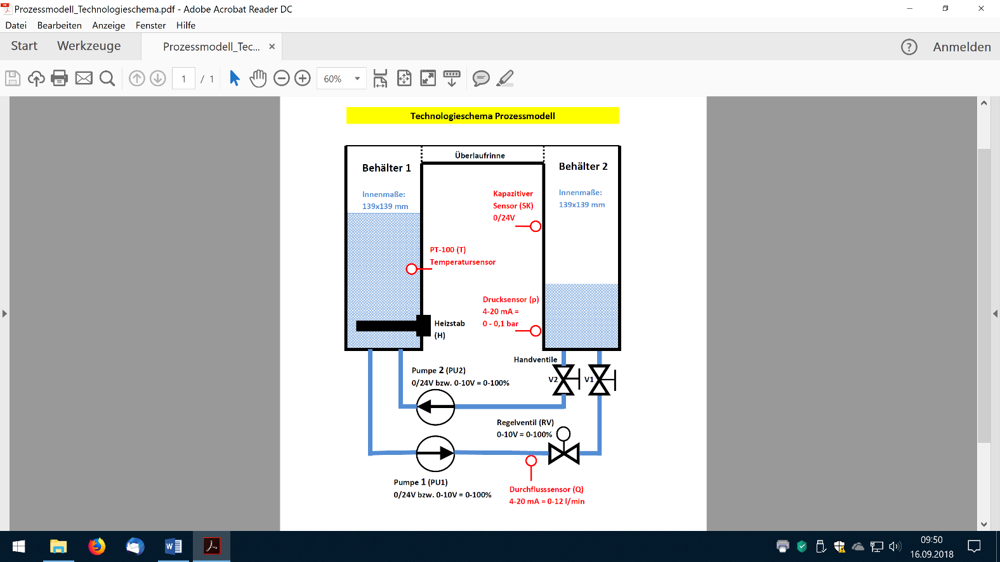 Prozessmodell_Technologieschema.pdf - Adobe Acrobat Reader DC
Datei Bearbeiten Anzeige Fenster Hilfe
Start Werkzeuge Prozessmodell_Tec... × ? Anmelden
1 / 1 60%
Technologieschema Prozessmodell
Überlaufrinne
Behälter 1
Behälter 2
Innenmaße:
139x139 mm
Innenmaße:
139x139 mm
Kapazitiver
Sensor (SK)
0/24V
PT-100 (T)
Temperatursensor
Drucksensor (p)
4-20 mA =
0 - 0,1 bar
Heizstab
(H)
Handventile
V2
V1
Pumpe 2 (PU2)
0/24V bzw. 0-10V = 0-100%
Regelventil (RV)
0-10V = 0-100%
Pumpe 1 (PU1)
0/24V bzw. 0-10V = 0-100%
Durchflusssensor (Q)
4-20 mA = 0-12 l/min
09:50
16.09.2018